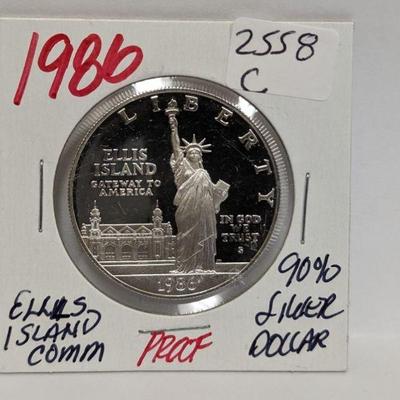 1986
2558
C
LIBERTY
ELLIS
ISLAND
GATEWAY TO
AMERICA
IN GOD
WE
TRUST
S
1986
ELLIS
ISLAND
COMM
PROOF
90%
SILVER
DOLLAR